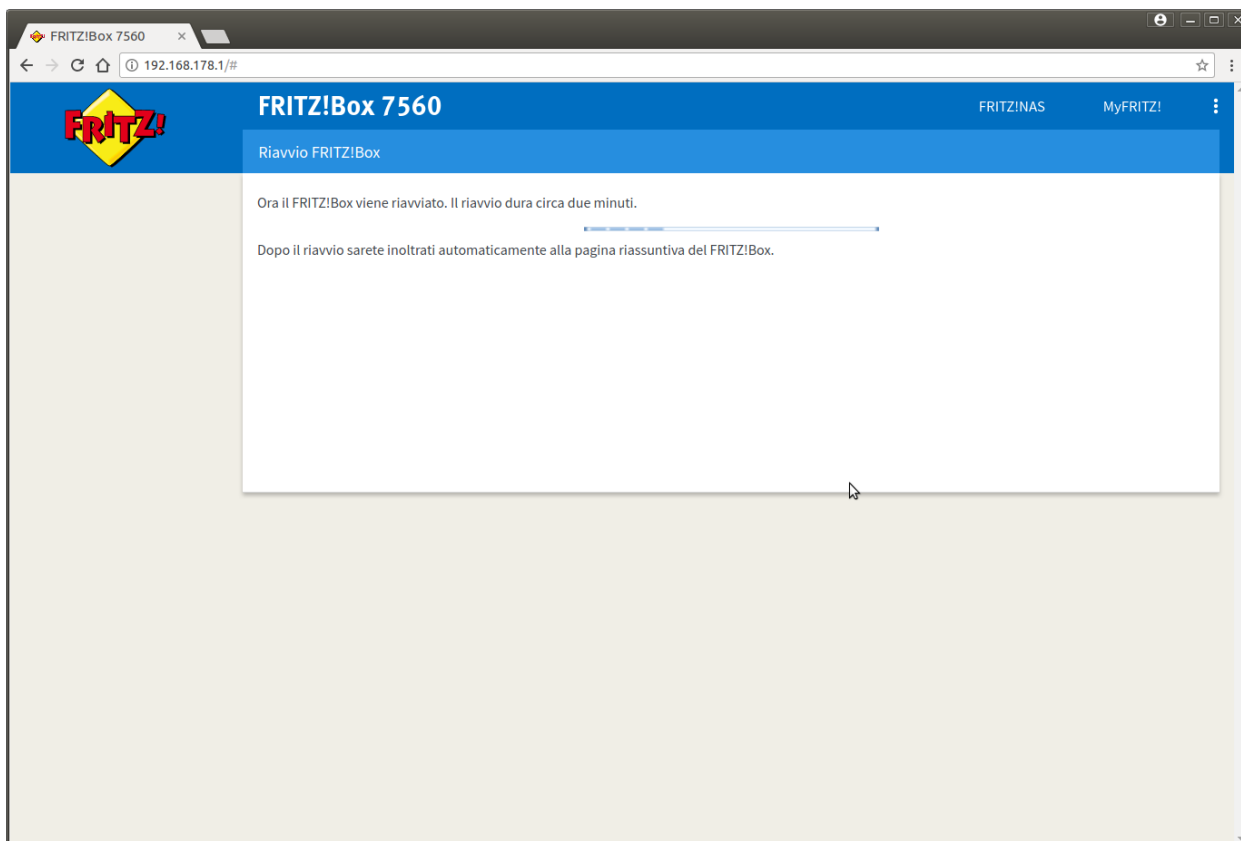 FRITZ!Box 7560
192.168.178.1/#
FRITZ!
FRITZ!Box 7560
FRITZ!NAS
MyFRITZ!
Riavvio FRITZ!Box
Ora il FRITZ!Box viene riavviato. Il riavvio dura circa due minuti.
Dopo il riavvio sarete inoltrati automaticamente alla pagina riassuntiva del FRITZ!Box.